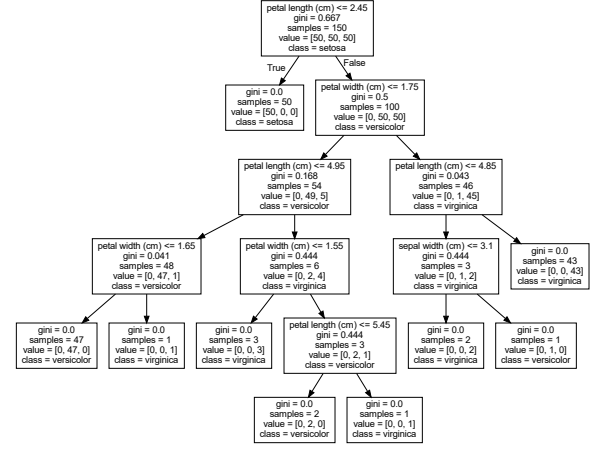 petal length (cm) <= 2.45
gini = 0.667
samples = 150
value = [50, 50, 50]
class = setosa
True
False
gini = 0.0
samples = 50
value = [50, 0, 0]
class = setosa
petal width (cm) <= 1.75
gini = 0.5
samples = 100
value = [0, 50, 50]
class = versicolor
petal length (cm) <= 4.95
gini = 0.168
samples = 54
value = [0, 49, 5]
class = versicolor
petal length (cm) <= 4.85
gini = 0.043
samples = 46
value = [0, 1, 45]
class = virginica
petal width (cm) <= 1.65
gini = 0.041
samples = 48
value = [0, 47, 1]
class = versicolor
petal width (cm) <= 1.55
gini = 0.444
samples = 6
value = [0, 2, 4]
class = virginica
sepal width (cm) <= 3.1
gini = 0.444
samples = 3
value = [0, 1, 2]
class = virginica
gini = 0.0
samples = 43
value = [0, 0, 43]
class = virginica
gini = 0.0
samples = 47
value = [0, 47, 0]
class = versicolor
gini = 0.0
samples = 1
value = [0, 0, 1]
class = virginica
gini = 0.0
samples = 3
value = [0, 0, 3]
class = virginica
petal length (cm) <= 5.45
gini = 0.444
samples = 3
value = [0, 2, 1]
class = versicolor
gini = 0.0
samples = 2
value = [0, 0, 2]
class = virginica
gini = 0.0
samples = 1
value = [0, 1, 0]
class = versicolor
gini = 0.0
samples = 2
value = [0, 2, 0]
class = versicolor
gini = 0.0
samples = 1
value = [0, 0, 1]
class = virginica